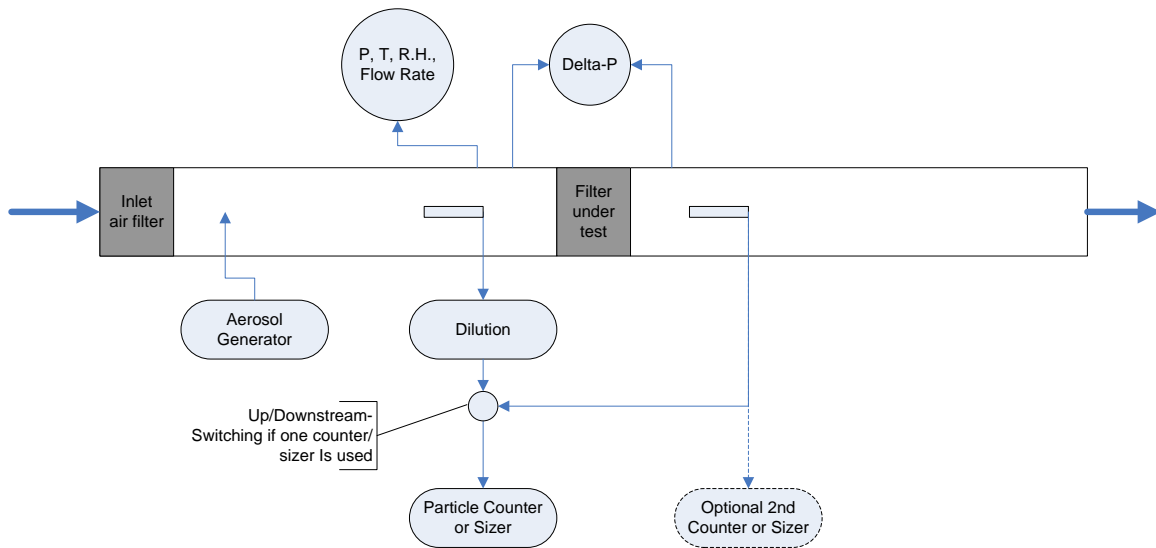 P, T, R.H.,
Flow Rate
Delta-P
Inlet
air filter
Filter
under
test
Aerosol
Generator
Dilution
Up/Downstream-
Switching if one counter/
sizer Is used
Particle Counter
or Sizer
Optional 2nd
Counter or Sizer